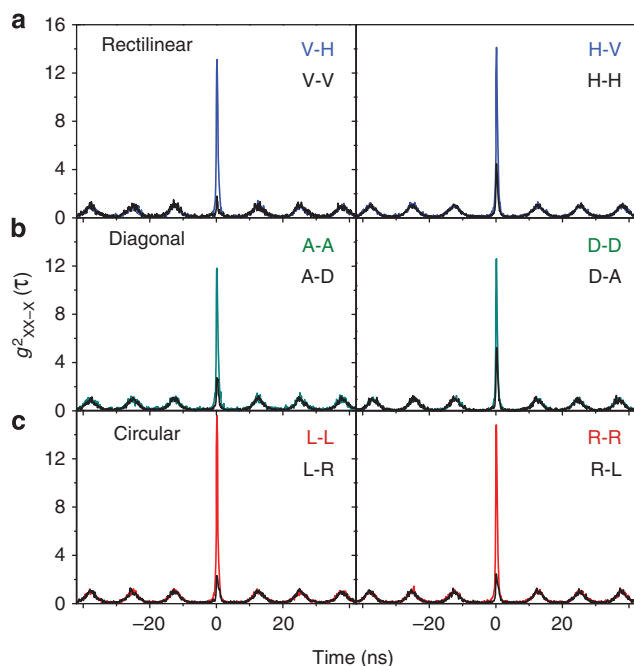 a
Rectilinear
V-H
V-V
H-V
H-H
16
12
8
4
0
b
Diagonal
A-A
A-D
D-D
D-A
12
8
4
0
c
Circular
L-L
L-R
R-R
R-L
12
8
4
0
g²XX–X (τ)
−20 0 20 −20 0 20
Time (ns)